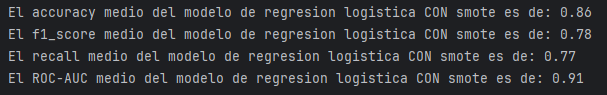 El accuracy medio del modelo de regresion logistica CON smote es de: 0.86
El f1_score medio del modelo de regresion logistica CON smote es de: 0.78
El recall medio del modelo de regresion logistica CON smote es de: 0.77
El ROC-AUC medio del modelo de regresion logistica CON smote es de: 0.91